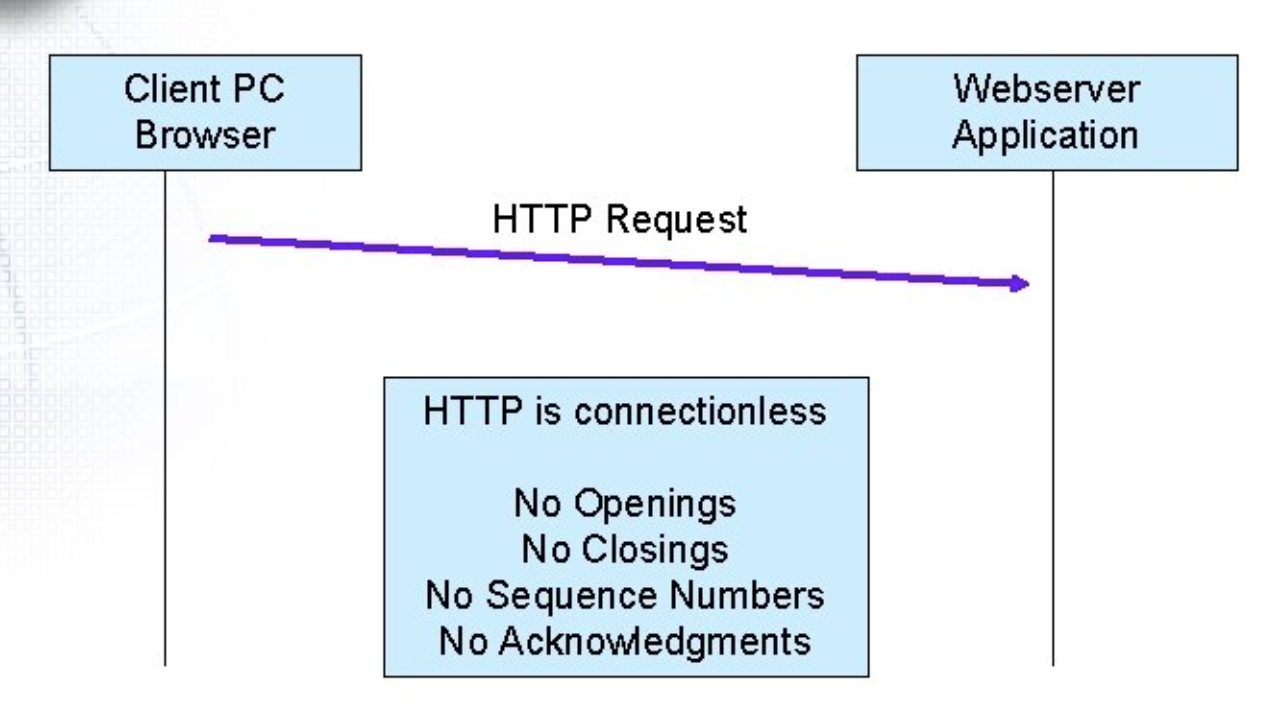 Client PC
Browser
Webserver
Application
HTTP Request
HTTP is connectionless
No Openings
No Closings
No Sequence Numbers
No Acknowledgments